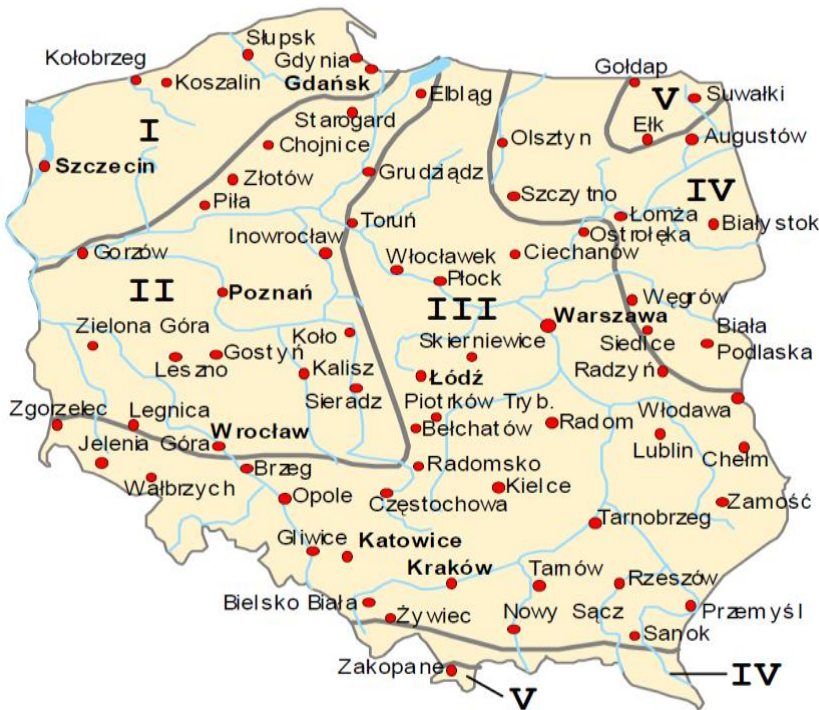 Słupsk
Kołobrzeg
Gdynia
Koszalin
Gdańsk
Gołdap
Elbląg
V
Suwałki
I
Starogard
Ełk
Augustów
Chojnice
Olsztyn
Szczecin
Grudziądz
Złotów
Szczytno
IV
Piła
Toruń
Łomża
Białystok
Inowrocław
Ostrołęka
Gorzów
Włocławek
Ciechanów
II
Poznań
Płock
III
Węgrów
Zielona Góra
Koło
Warszawa
Biała
Podlaska
Skierniewice
Siedlce
Leszno
Gostyń
Kalisz
Łódź
Radzyń
Sieradz
Piotrków Tryb.
Zgorzelec
Legnica
Włodawa
Wrocław
Bełchatów
Radom
Jelenia Góra
Lublin
Chełm
Brzeg
Radomsko
Wałbrzych
Opole
Częstochowa
Kielce
Zamość
Tarnobrzeg
Gliwice
Katowice
Kraków
Tarnów
Rzeszów
Bielsko Biała
Żywiec
Nowy Sącz
Przemyśl
Sanok
Zakopane
IV
V